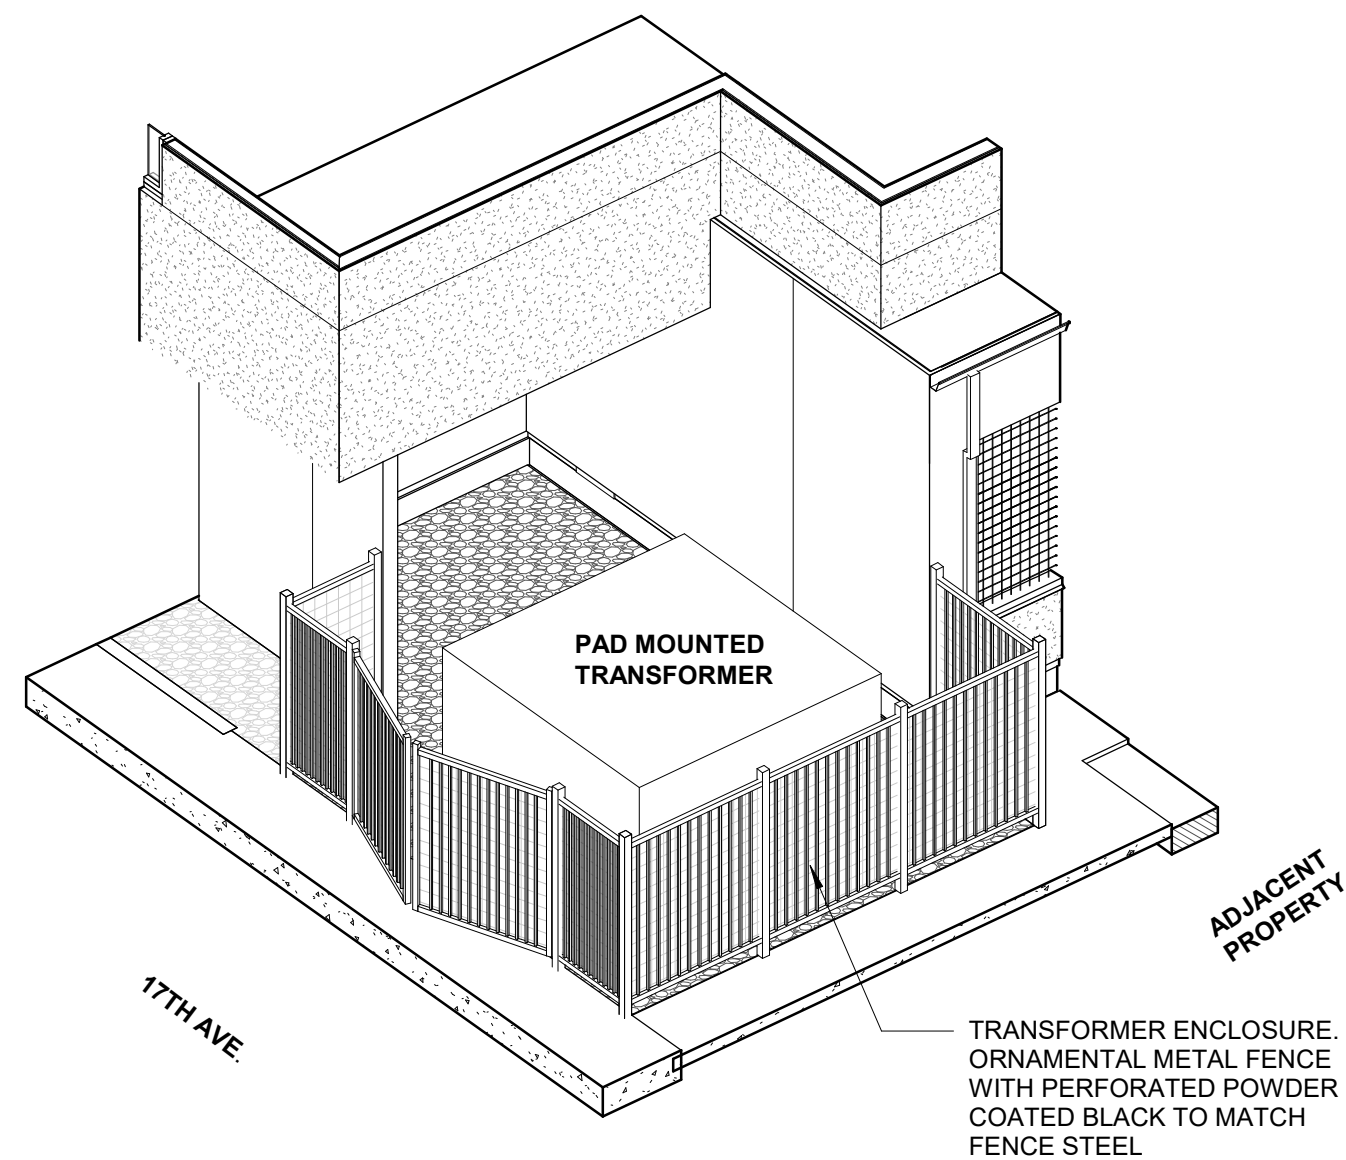 PAD MOUNTED
TRANSFORMER
ADJACENT
PROPERTY
17TH AVE.
TRANSFORMER ENCLOSURE.
ORNAMENTAL METAL FENCE
WITH PERFORATED POWDER
COATED BLACK TO MATCH
FENCE STEEL